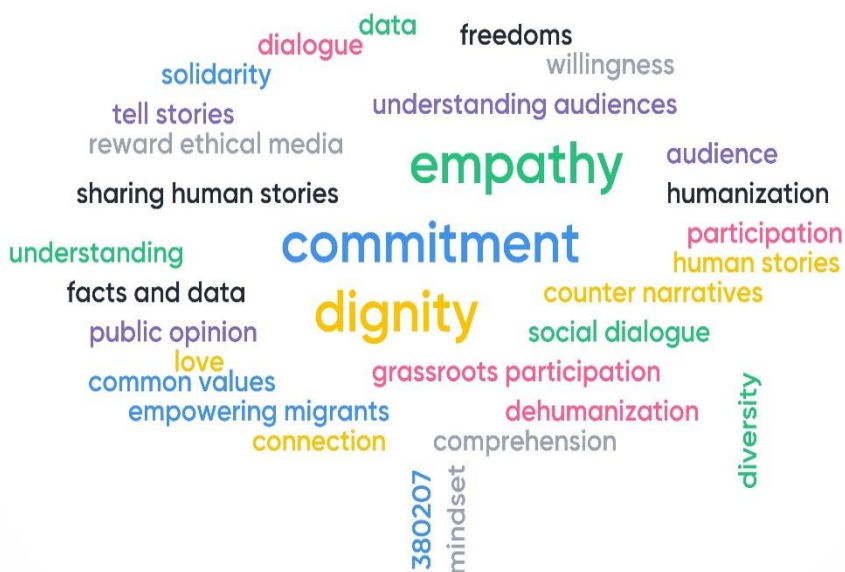 data
dialogue
freedoms
solidarity
willingness
tell stories
understanding audiences
reward ethical media
empathy
audience
sharing human stories
humanization
commitment
participation
understanding
human stories
facts and data
dignity
counter narratives
public opinion
social dialogue
love
grassroots participation
common values
empowering migrants
dehumanization
diversity
connection
comprehension
380207
mindset